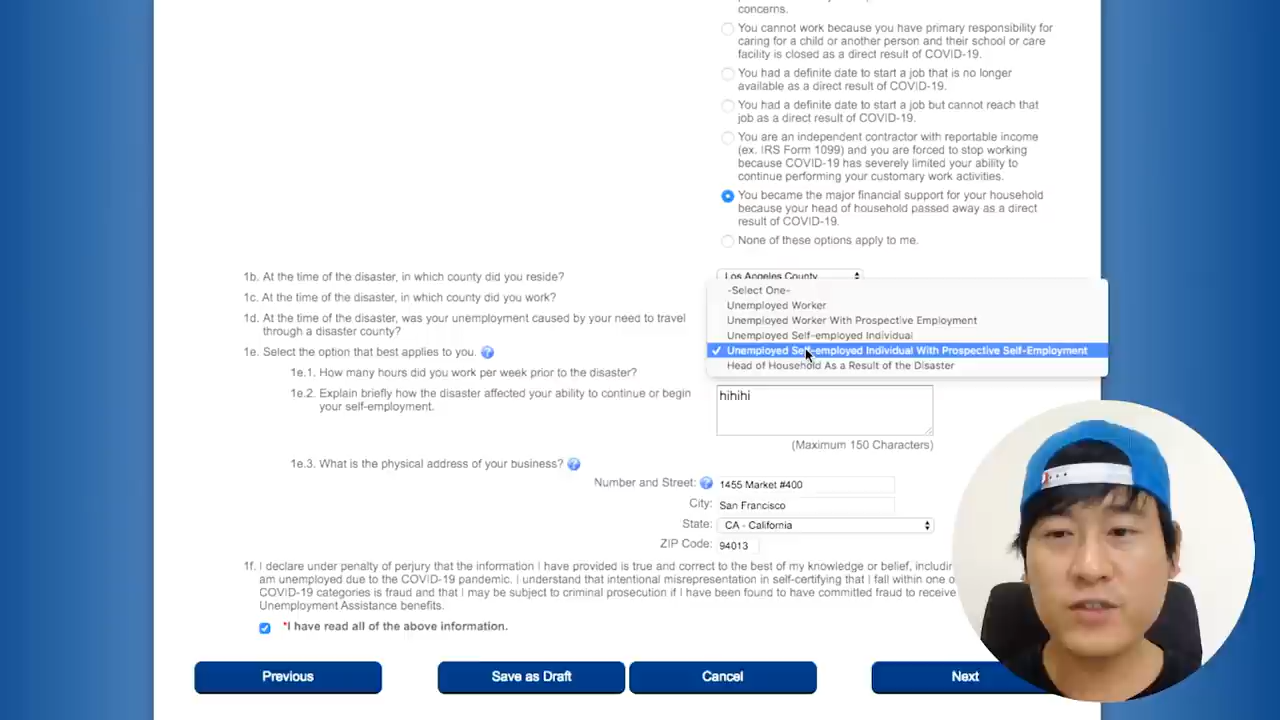 concerns.
You cannot work because you have primary responsibility for
caring for a child or another person and their school or care
facility is closed as a direct result of COVID-19.
You had a definite date to start a job that is no longer
available as a direct result of COVID-19.
You had a definite date to start a job but cannot reach that
job as a direct result of COVID-19.
You are an independent contractor with reportable income
(ex. IRS Form 1099) and you are forced to stop working
because COVID-19 has severely limited your ability to
continue performing your customary work activities.
You became the major financial support for your household
because your head of household passed away as a direct
result of COVID-19.
None of these options apply to me.
1b. At the time of the disaster, in which county did you reside?
Los Angeles County
-Select One-
1c. At the time of the disaster, in which county did you work?
Unemployed Worker
1d. At the time of the disaster, was your unemployment caused by your need to travel
through a disaster county?
Unemployed Worker With Prospective Employment
Unemployed Self-employed Individual
1e. Select the option that best applies to you.
✓ Unemployed Self-employed Individual With Prospective Self-Employment
Head of Household As a Result of the Disaster
1e.1. How many hours did you work per week prior to the disaster?
1e.2. Explain briefly how the disaster affected your ability to continue or begin
your self-employment.
hihihi
(Maximum 150 Characters)
1e.3. What is the physical address of your business?
Number and Street: 1455 Market #400
City: San Francisco
State: CA - California
ZIP Code: 94013
1f. I declare under penalty of perjury that the information I have provided is true and correct to the best of my knowledge or belief,
am unemployed due to the COVID-19 pandemic. I understand that intentional misrepresentation in self-certifying that I fall within one o
COVID-19 categories is fraud and that I may be subject to criminal prosecution if I have been found to have committed fraud to receive
Unemployment Assistance benefits.
*I have read all of the above information.
Previous
Save as Draft
Cancel
Next